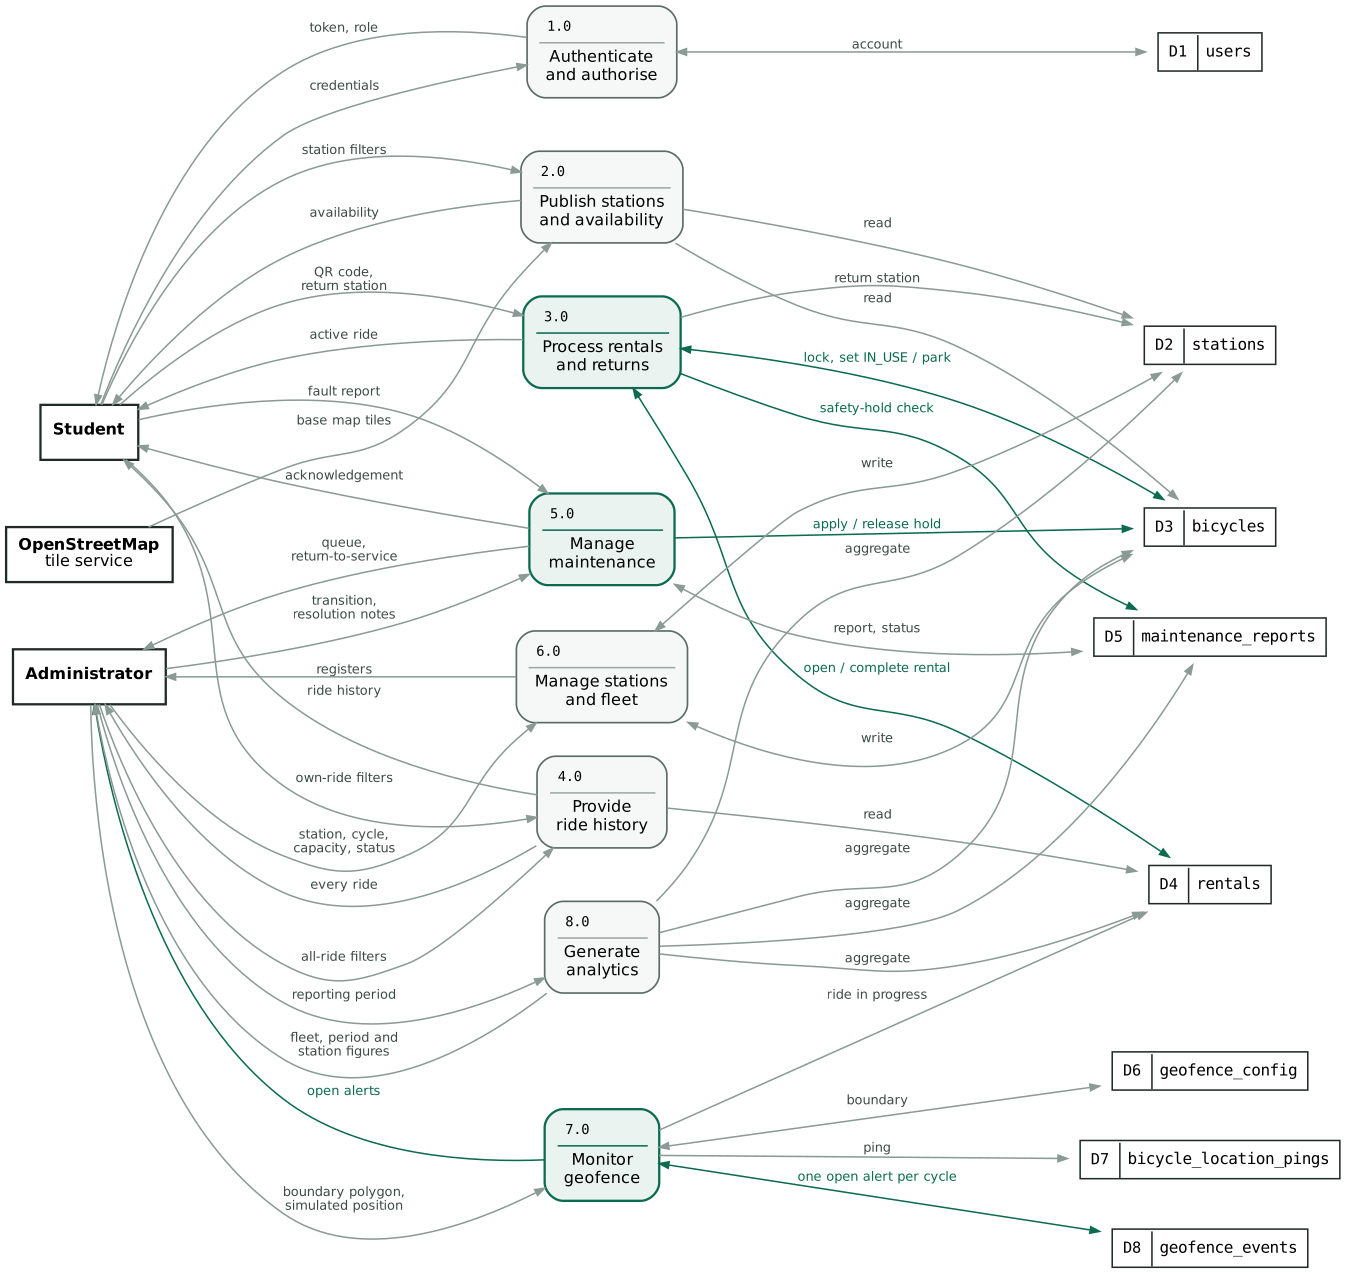 token, role
1.0
Authenticate
and authorise
account
D1 users
credentials
station filters
2.0
Publish stations
and availability
availability
read
QR code,
return station
return station
read
3.0
Process rentals
and returns
active ride
D2 stations
lock, set IN_USE / park
fault report
safety-hold check
base map tiles
Student
write
acknowledgement
5.0
Manage
maintenance
apply / release hold
D3 bicycles
OpenStreetMap
tile service
queue,
return-to-service
aggregate
transition,
resolution notes
report, status
D5 maintenance_reports
6.0
Manage stations
and fleet
Administrator
registers
open / complete rental
ride history
write
own-ride filters
4.0
Provide
ride history
read
station, cycle,
capacity, status
aggregate
every ride
D4 rentals
aggregate
8.0
Generate
analytics
all-ride filters
aggregate
reporting period
ride in progress
fleet, period and
station figures
open alerts
D6 geofence_config
boundary
7.0
Monitor
geofence
ping
D7 bicycle_location_pings
one open alert per cycle
boundary polygon,
simulated position
D8 geofence_events